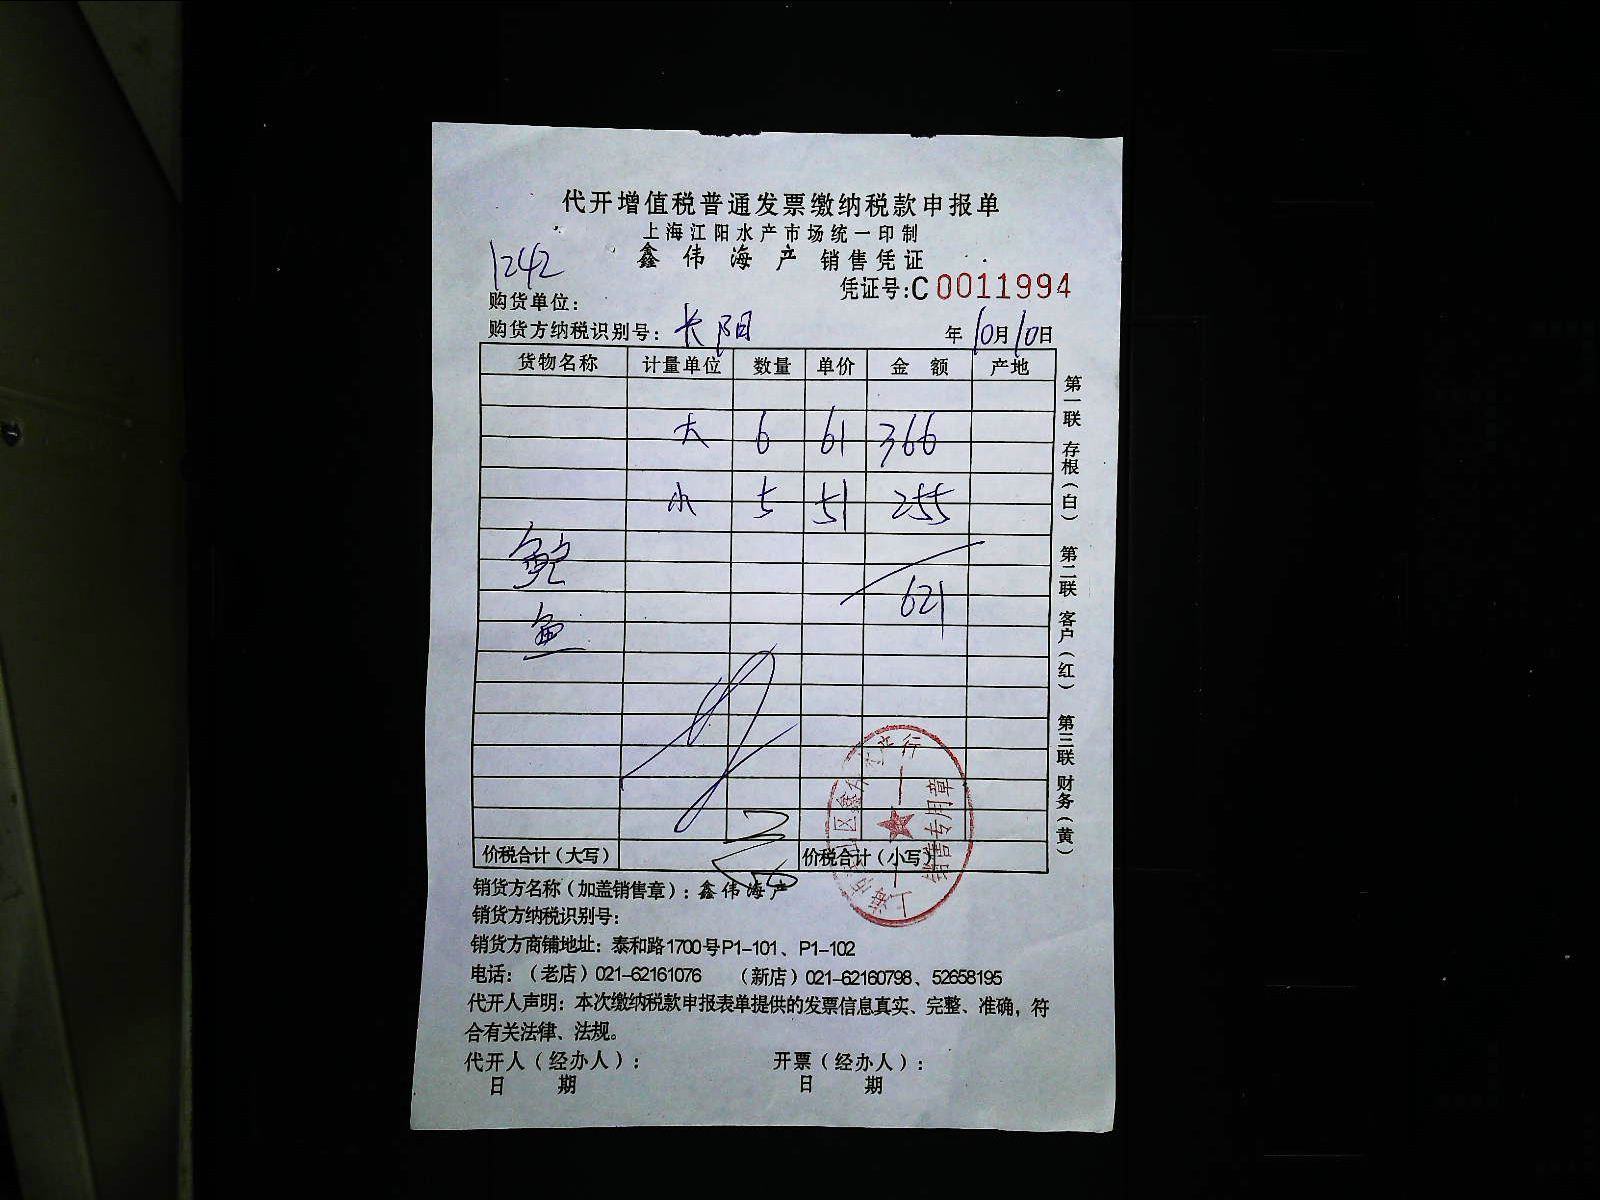 代开增值税普通发票缴纳税款申报单
上海江阳水产市场统一印制
鑫伟海产 销售凭证
1242
凭证号:C0011994
购货单位:
购货方纳税识别号: 长阳
年10月10日
货物名称 计量单位 数量 单价 金额 产地
大 6 61 366
小 5 51 255
鲍鱼
621
价税合计(大写) 价税合计(小写)
销货方名称(加盖销售章): 鑫伟海产
销货方纳税识别号:
销货方商铺地址: 泰和路1700号P1-101、P1-102
电话:(老店)021-62161076 (新店)021-62160798、52658195
代开人声明: 本次缴纳税款申报表单提供的发票信息真实、完整、准确, 符
合有关法律、法规。
代开人(经办人): 开票(经办人):
日 期 日 期
第一联 存根(白) 第二联 客户(红) 第三联 财务(黄)
销售专用章